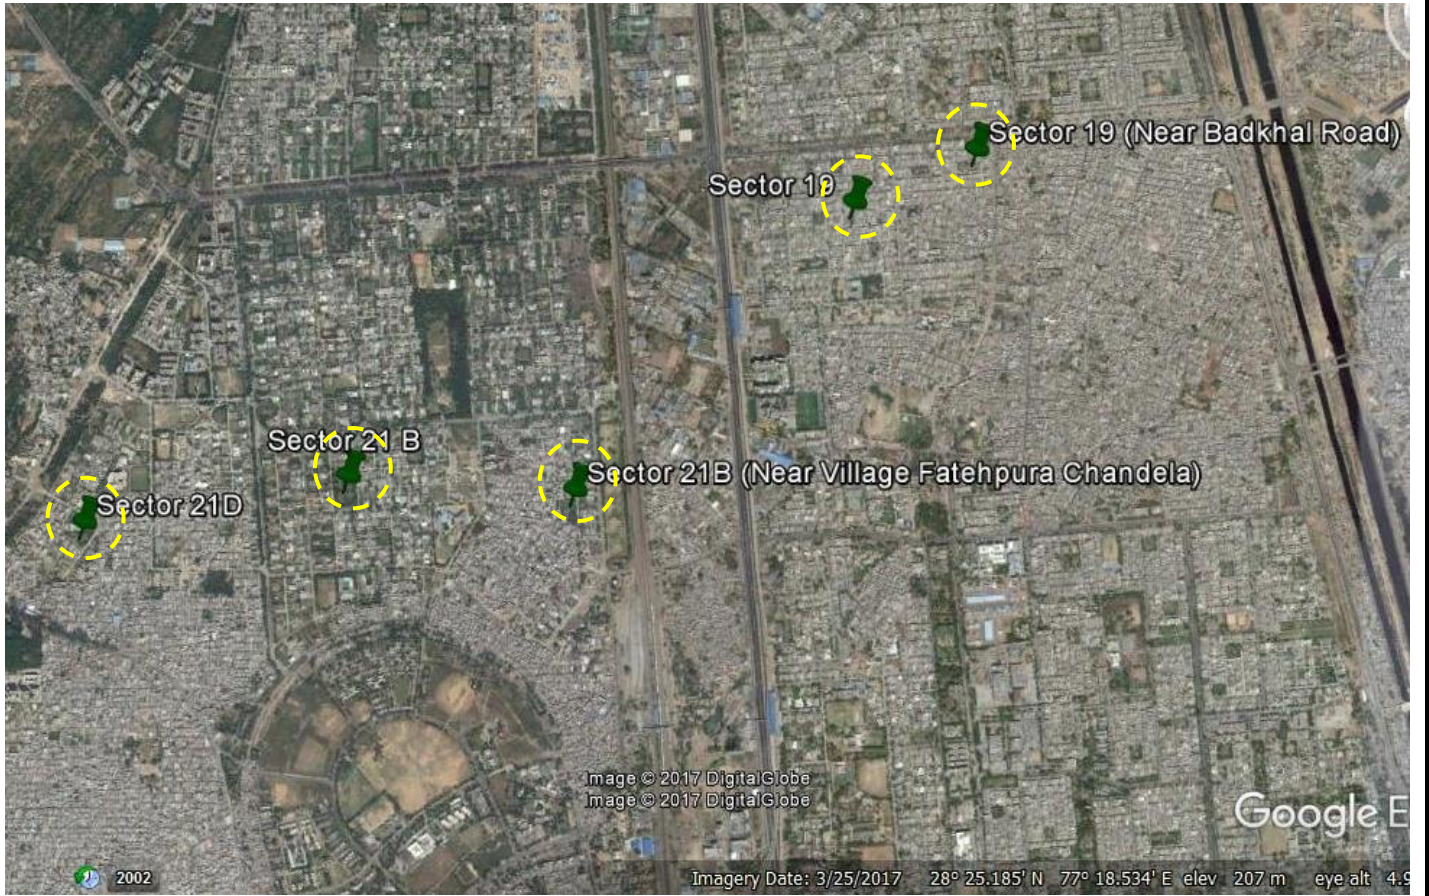 Sector 19 (Near Badkhal Road)
Sector 19
Sector 21 B
Sector 21B (Near Village Fatehpura Chandela)
Sector 21D
Image © 2017 DigitalGlobe
Image © 2017 DigitalGlobe
Google E
2002
Imagery Date: 3/25/2017 28° 25.185' N 77° 18.534' E elev 207 m eye alt 4.9